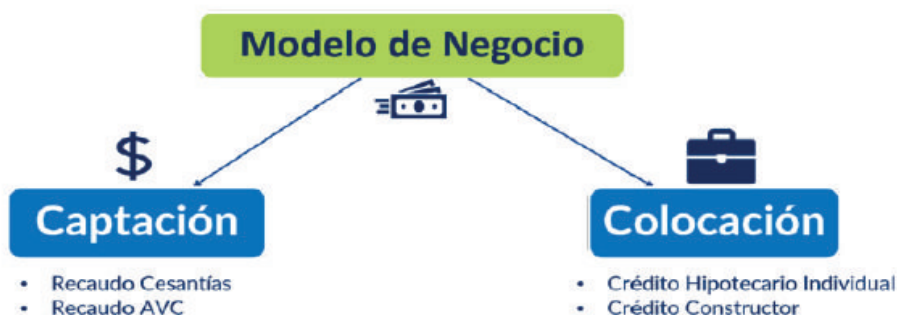 Modelo de Negocio
$
Captación
• Recaudo Cesantías
• Recaudo AVC
Colocación
• Crédito Hipotecario Individual
• Crédito Constructor